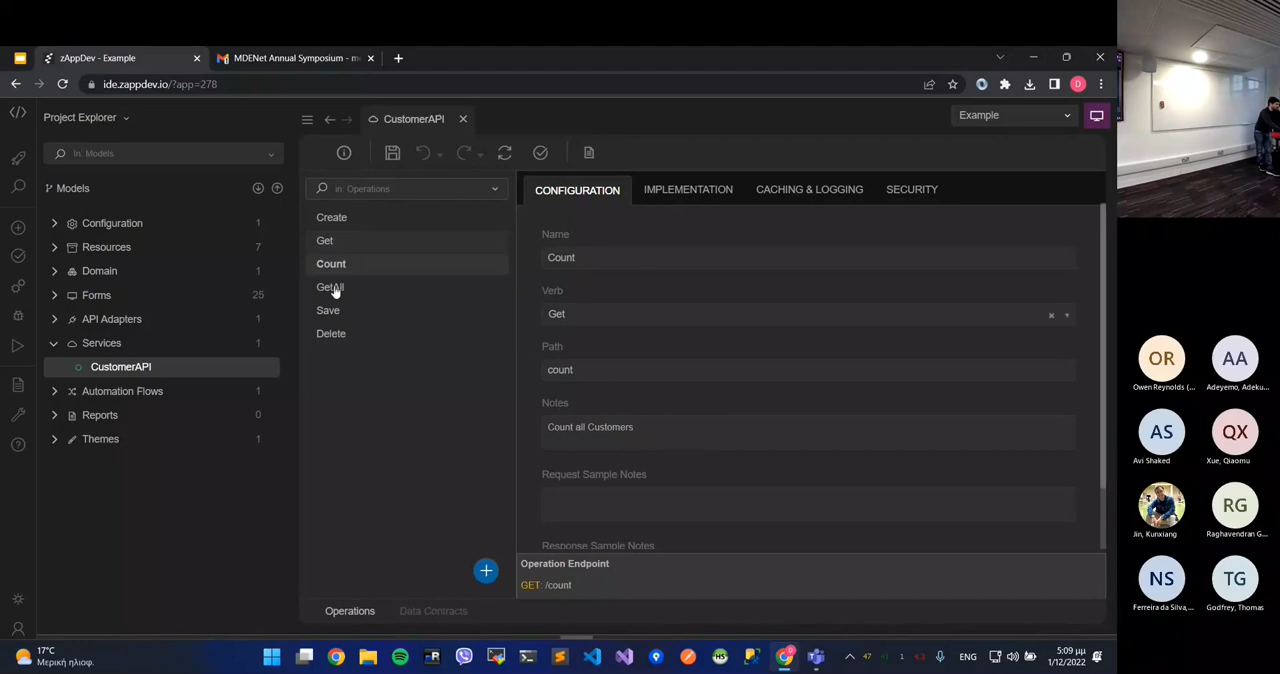 zAppDev - Example
MDENet Annual Symposium - m
ide.zappdev.io/?app=278
D
Project Explorer
CustomerAPI
Example
In: Models
in: Operations
CONFIGURATION
IMPLEMENTATION
CACHING & LOGGING
SECURITY
Models
Configuration 1
Resources 7
Domain 1
Forms 25
API Adapters 1
Services 1
CustomerAPI
Automation Flows 1
Reports 0
Themes 1
Create
Get
Count
GetAll
Save
Delete
Name
Count
Verb
Get
Path
count
Notes
Count all Customers
Request Sample Notes
Response Sample Notes
Operation Endpoint
GET: /count
Operations
Data Contracts
OR
Owen Reynolds (...
AA
Adeyemo, Adeku...
AS
Avi Shaked
QX
Xue, Qiaomu
Jin, Kunxiang
RG
Raghavendran G...
NS
Ferreira da Silva,...
TG
Godfrey, Thomas
17°C
Μερική ηλιοφ.
HS
47
1
ENG
5:09 μμ
1/12/2022